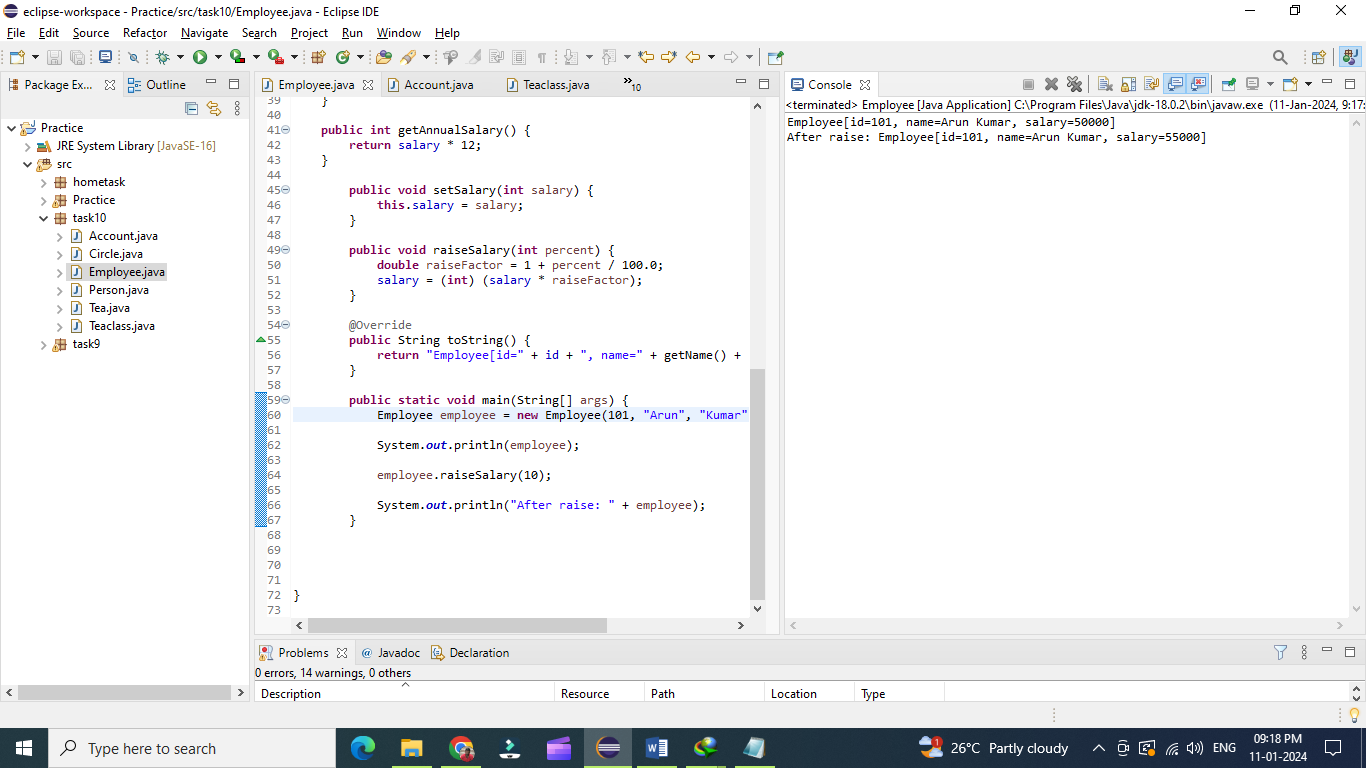 eclipse-workspace - Practice/src/task10/Employee.java - Eclipse IDE
File Edit Source Refactor Navigate Search Project Run Window Help
Package Ex... Outline
Practice
JRE System Library [JavaSE-16]
src
hometask
Practice
task10
Account.java
Circle.java
Employee.java
Person.java
Tea.java
Teaclass.java
task9
Employee.java Account.java Teaclass.java »10
39 }
40
41 public int getAnnualSalary() {
42 return salary * 12;
43 }
44
45 public void setSalary(int salary) {
46 this.salary = salary;
47 }
48
49 public void raiseSalary(int percent) {
50 double raiseFactor = 1 + percent / 100.0;
51 salary = (int) (salary * raiseFactor);
52 }
53
54 @Override
55 public String toString() {
56 return "Employee[id=" + id + ", name=" + getName() +
57 }
58
59 public static void main(String[] args) {
60 Employee employee = new Employee(101, "Arun", "Kumar"
61
62 System.out.println(employee);
63
64 employee.raiseSalary(10);
65
66 System.out.println("After raise: " + employee);
67 }
68
69
70
71
72 }
73
Console
<terminated> Employee [Java Application] C:\Program Files\Java\jdk-18.0.2\bin\javaw.exe (11-Jan-2024, 9:17:
Employee[id=101, name=Arun Kumar, salary=50000]
After raise: Employee[id=101, name=Arun Kumar, salary=55000]
Problems @ Javadoc Declaration
0 errors, 14 warnings, 0 others
Description Resource Path Location Type
Type here to search
26°C Partly cloudy
ENG
09:18 PM
11-01-2024